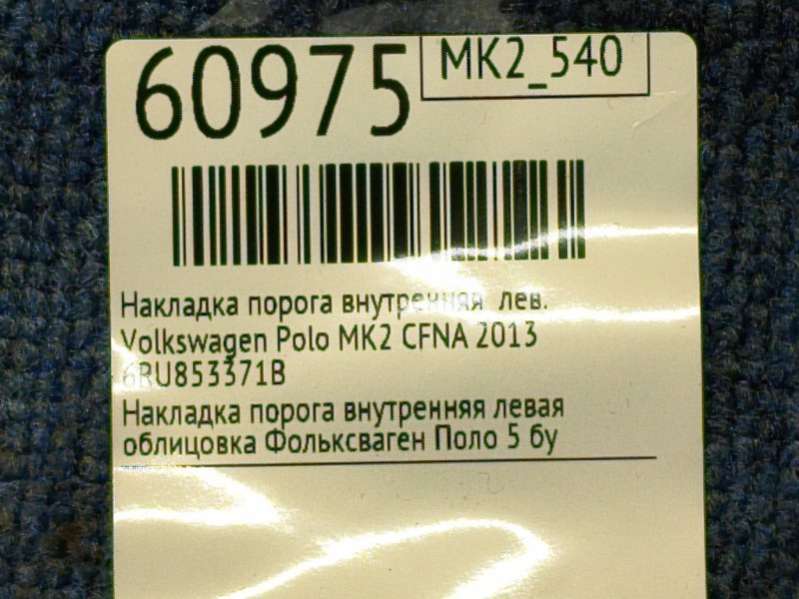 60975
МК2_540
Накладка порога внутренняя лев.
Volkswagen Polo MK2 CFNA 2013
6RU853371B
Накладка порога внутренняя левая
облицовка Фольксваген Поло 5 бу